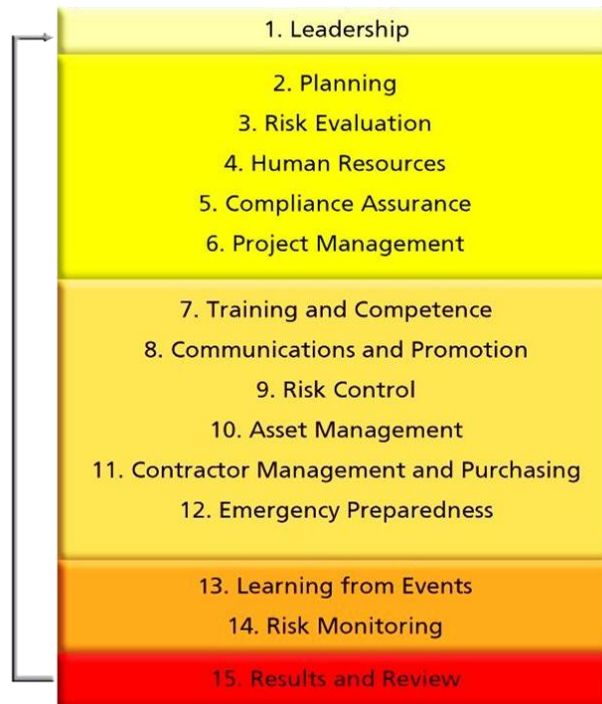 1. Leadership
2. Planning
3. Risk Evaluation
4. Human Resources
5. Compliance Assurance
6. Project Management
7. Training and Competence
8. Communications and Promotion
9. Risk Control
10. Asset Management
11. Contractor Management and Purchasing
12. Emergency Preparedness
13. Learning from Events
14. Risk Monitoring
15. Results and Review